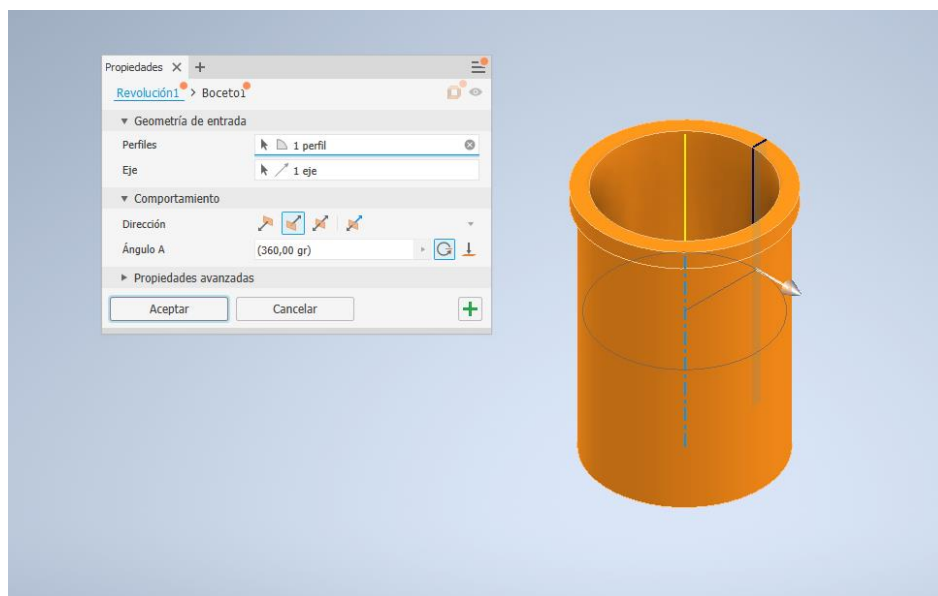 Propiedades × +
Revolución1 > Boceto1
Geometría de entrada
Perfiles 1 perfil
Eje 1 eje
Comportamiento
Dirección
Ángulo A (360,00 gr)
Propiedades avanzadas
Aceptar Cancelar